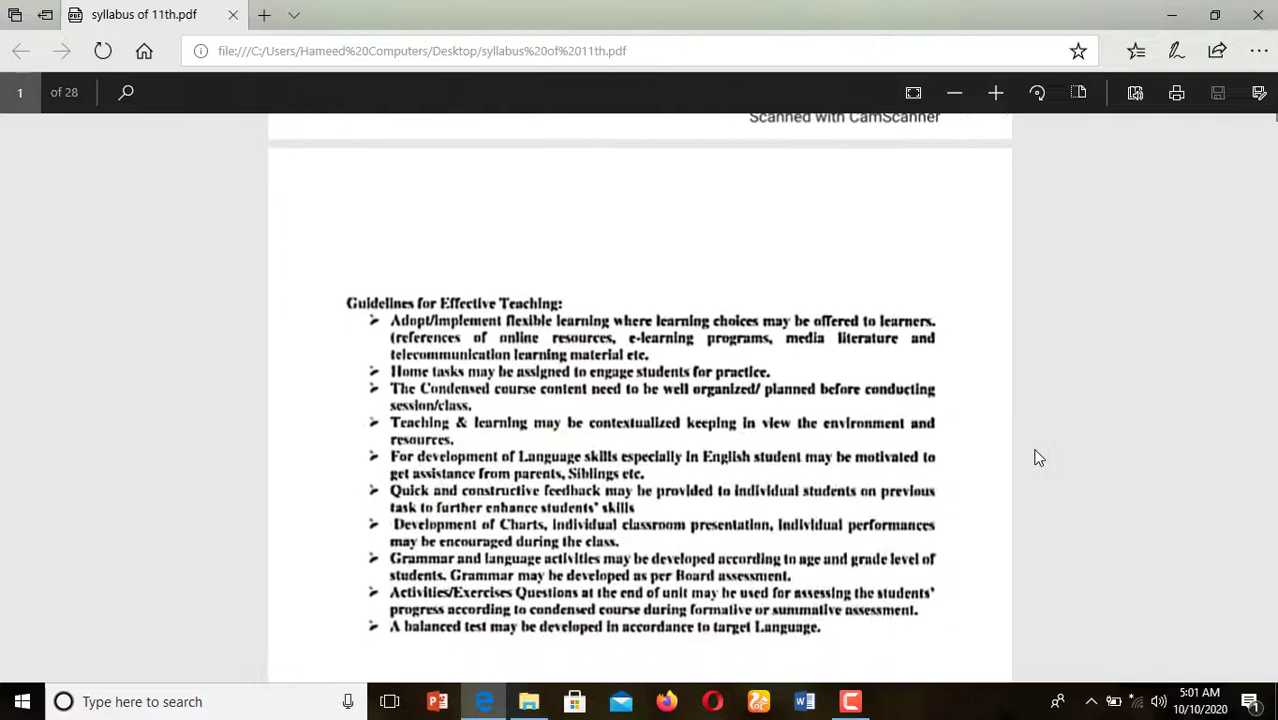 syllabus of 11th.pdf
file:///C:/Users/Hameed%20Computers/Desktop/syllabus%20of%2011th.pdf
1 of 28
Scanned with CamScanner
Guidelines for Effective Teaching:
➢ Adopt/Implement flexible learning where learning choices may be offered to learners.
(references of online resources, e-learning programs, media literature and
telecommunication learning material etc.
➢ Home tasks may be assigned to engage students for practice.
➢ The Condensed course content need to be well organized/ planned before conducting
session/class.
➢ Teaching & learning may be contextualized keeping in view the environment and
resources.
➢ For development of Language skills especially in English student may be motivated to
get assistance from parents, Siblings etc.
➢ Quick and constructive feedback may be provided to individual students on previous
task to further enhance students' skills
➢ Development of Charts, individual classroom presentation, individual performances
may be encouraged during the class.
➢ Grammar and language activities may be developed according to age and grade level of
students. Grammar may be developed as per Board assessment.
➢ Activities/Exercises Questions at the end of unit may be used for assessing the students'
progress according to condensed course during formative or summative assessment.
➢ A balanced test may be developed in accordance to target Language.
Type here to search
5:01 AM
10/10/2020